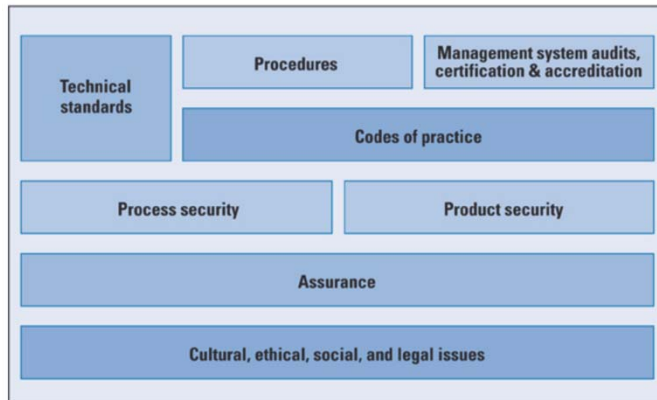 Technical
standards
Procedures
Management system audits,
certification & accreditation
Codes of practice
Process security
Product security
Assurance
Cultural, ethical, social, and legal issues